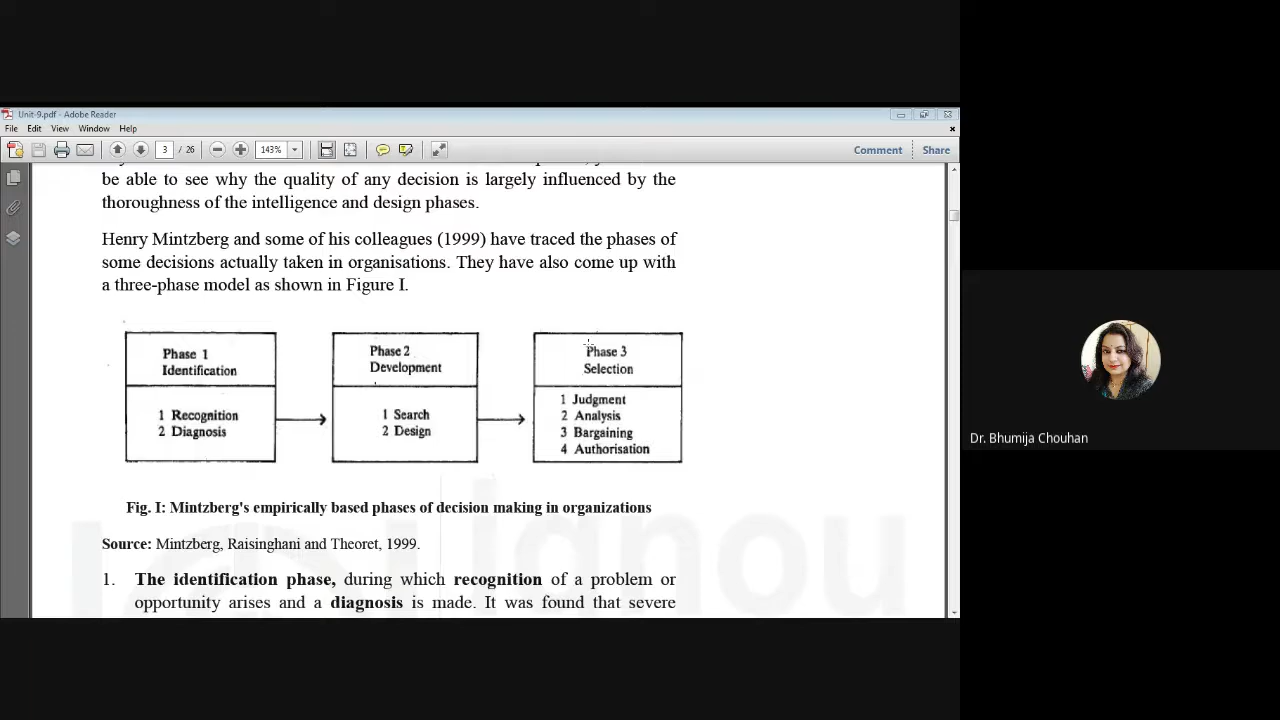 Unit-9.pdf - Adobe Reader
File Edit View Window Help
3 / 26 143% Comment Share
be able to see why the quality of any decision is largely influenced by the
thoroughness of the intelligence and design phases.
Henry Mintzberg and some of his colleagues (1999) have traced the phases of
some decisions actually taken in organisations. They have also come up with
a three-phase model as shown in Figure I.
Phase 1
Identification
1 Recognition
2 Diagnosis
Phase 2
Development
1 Search
2 Design
Phase 3
Selection
1 Judgment
2 Analysis
3 Bargaining
4 Authorisation
Fig. I: Mintzberg's empirically based phases of decision making in organizations
Source: Mintzberg, Raisinghani and Theoret, 1999.
1. The identification phase, during which recognition of a problem or
opportunity arises and a diagnosis is made. It was found that severe
ignou
Dr. Bhumija Chouhan